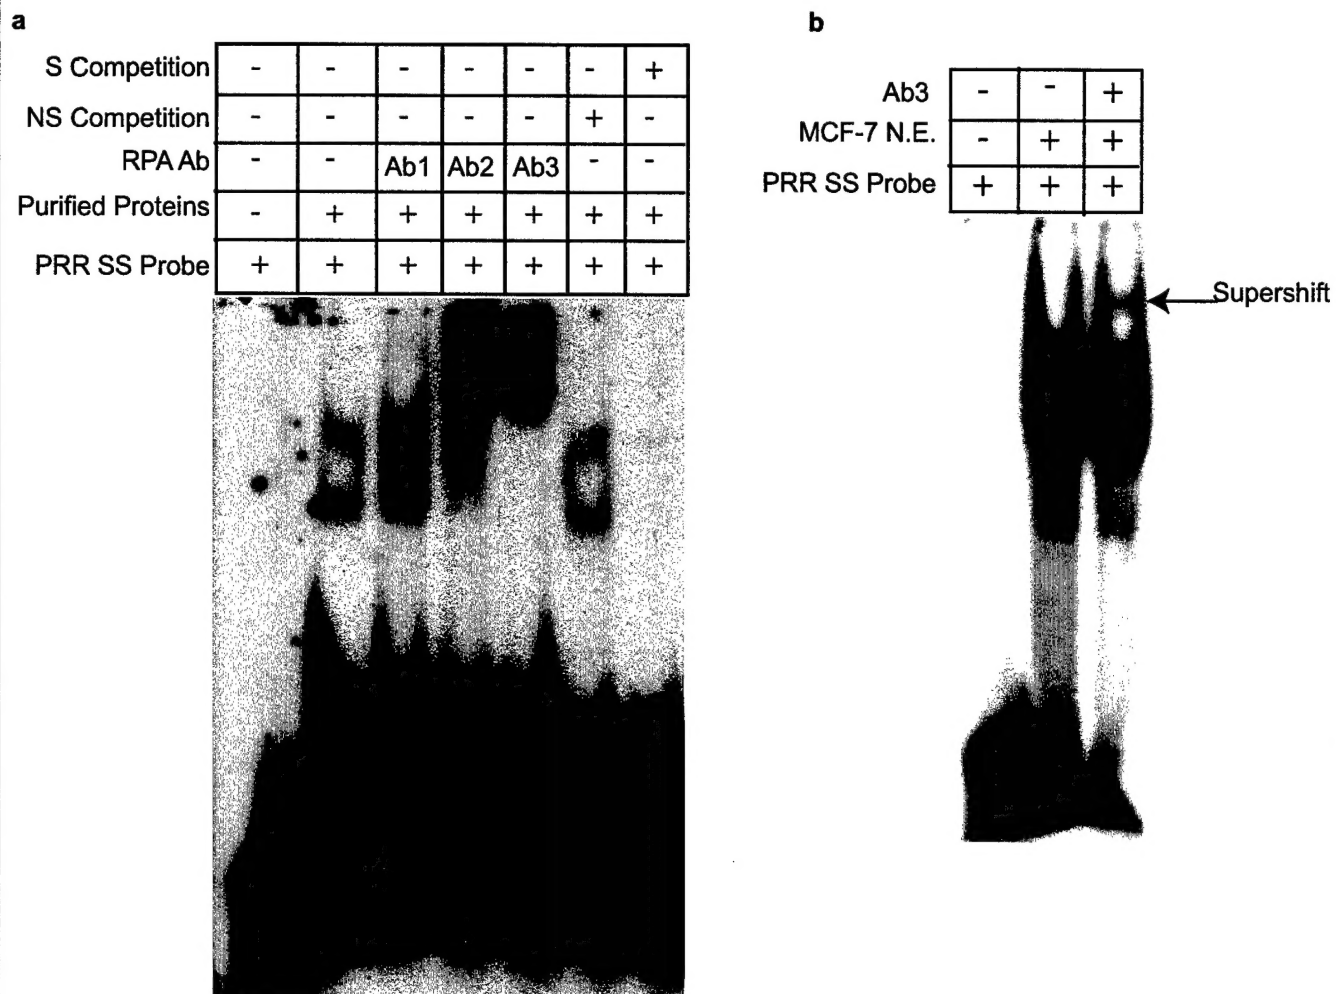 a
S Competition - - - - - - +
NS Competition - - - - - + -
RPA Ab - - Ab1 Ab2 Ab3 - -
Purified Proteins - + + + + + +
PRR SS Probe + + + + + + +
b
Ab3 - - +
MCF-7 N.E. - + +
PRR SS Probe + + +
Supershift